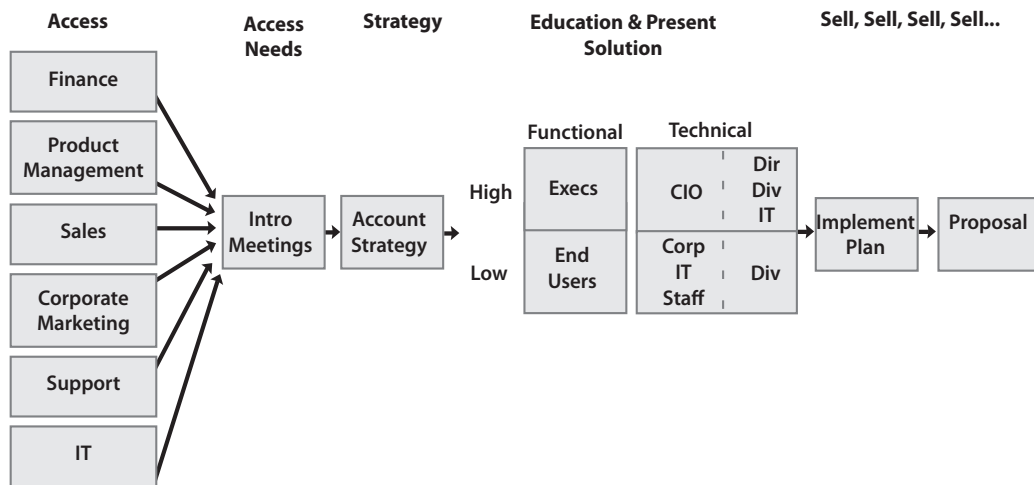 Access
Access
Needs
Strategy
Education & Present
Solution
Sell, Sell, Sell, Sell...
Finance
Product
Management
Sales
Corporate
Marketing
Support
IT
Intro
Meetings
Account
Strategy
High
Low
Functional
Technical
Execs
CIO
Dir
Div
IT
End
Users
Corp
IT
Staff
Div
Implement
Plan
Proposal